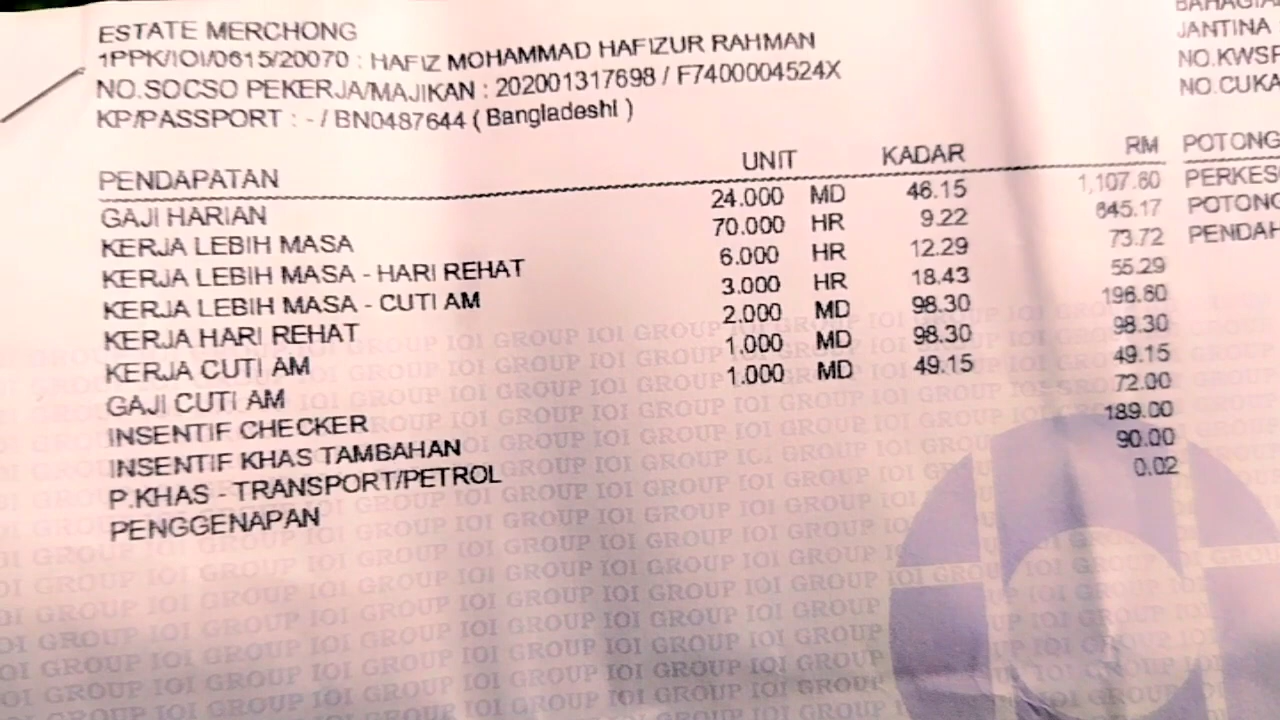 ESTATE MERCHONG
1PPK/IOI/0615/20070 : HAFIZ MOHAMMAD HAFIZUR RAHMAN
NO.SOCSO PEKERJA/MAJIKAN : 202001317698 / F7400004524X
KP/PASSPORT : - / BN0487644 ( Bangladeshi )
JANTINA
NO.KWSP
NO.CUKA
PENDAPATAN UNIT KADAR RM POTONG
GAJI HARIAN 24.000 MD 46.15 1,107.60 PERKES
KERJA LEBIH MASA 70.000 HR 9.22 645.17 POTONG
KERJA LEBIH MASA - HARI REHAT 6.000 HR 12.29 73.72 PENDAH
KERJA LEBIH MASA - CUTI AM 3.000 HR 18.43 55.29
KERJA HARI REHAT 2.000 MD 98.30 196.60
KERJA CUTI AM 1.000 MD 98.30 98.30
GAJI CUTI AM 1.000 MD 49.15 49.15
INSENTIF CHECKER 72.00
INSENTIF KHAS TAMBAHAN 189.00
P.KHAS - TRANSPORT/PETROL 90.00
PENGGENAPAN 0.02
IOI GROUP